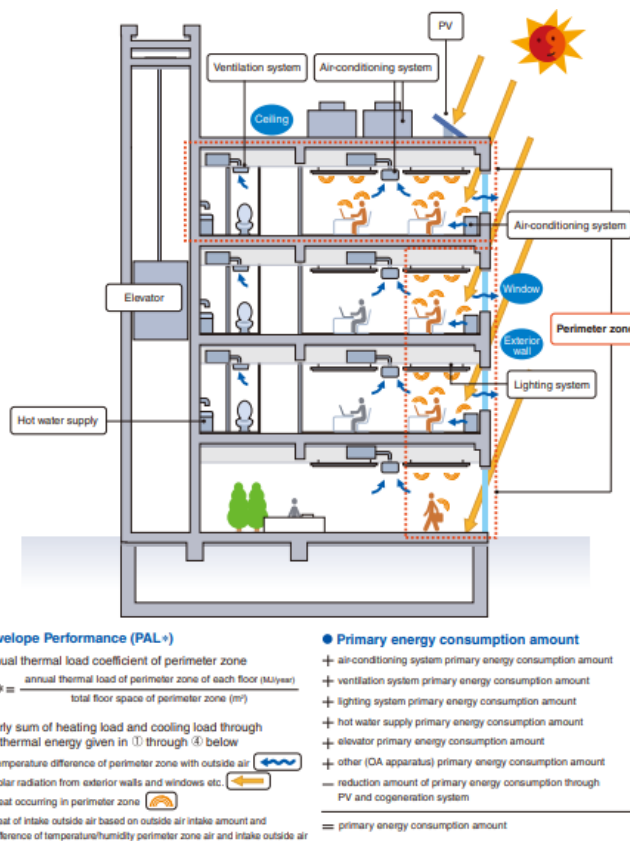 PV
Ventilation system
Air-conditioning system
Ceiling
Air-conditioning system
Window
Elevator
Perimeter zone
Exterior
wall
Lighting system
Hot water supply
velope Performance (PAL*)
ual thermal load coefficient of perimeter zone
* = annual thermal load of perimeter zone of each floor (MJ/year)
total floor space of perimeter zone (m²)
rly sum of heating load and cooling load through
thermal energy given in ① through ④ below
emperature difference of perimeter zone with outside air
olar radiation from exterior walls and windows etc.
eat occurring in perimeter zone
eat of intake outside air based on outside air intake amount and
fference of temperature/humidity perimeter zone air and intake outside air
● Primary energy consumption amount
+ air-conditioning system primary energy consumption amount
+ ventilation system primary energy consumption amount
+ lighting system primary energy consumption amount
+ hot water supply primary energy consumption amount
+ elevator primary energy consumption amount
+ other (OA apparatus) primary energy consumption amount
− reduction amount of primary energy consumption through
PV and cogeneration system
= primary energy consumption amount